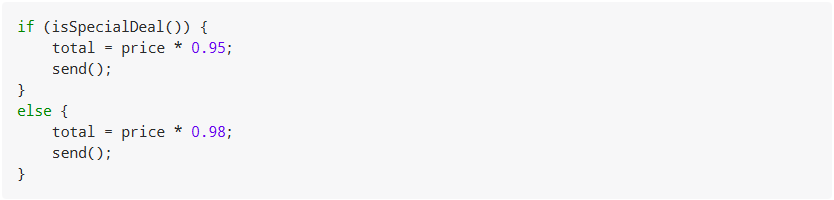 if (isSpecialDeal()) {
    total = price * 0.95;
    send();
}
else {
    total = price * 0.98;
    send();
}